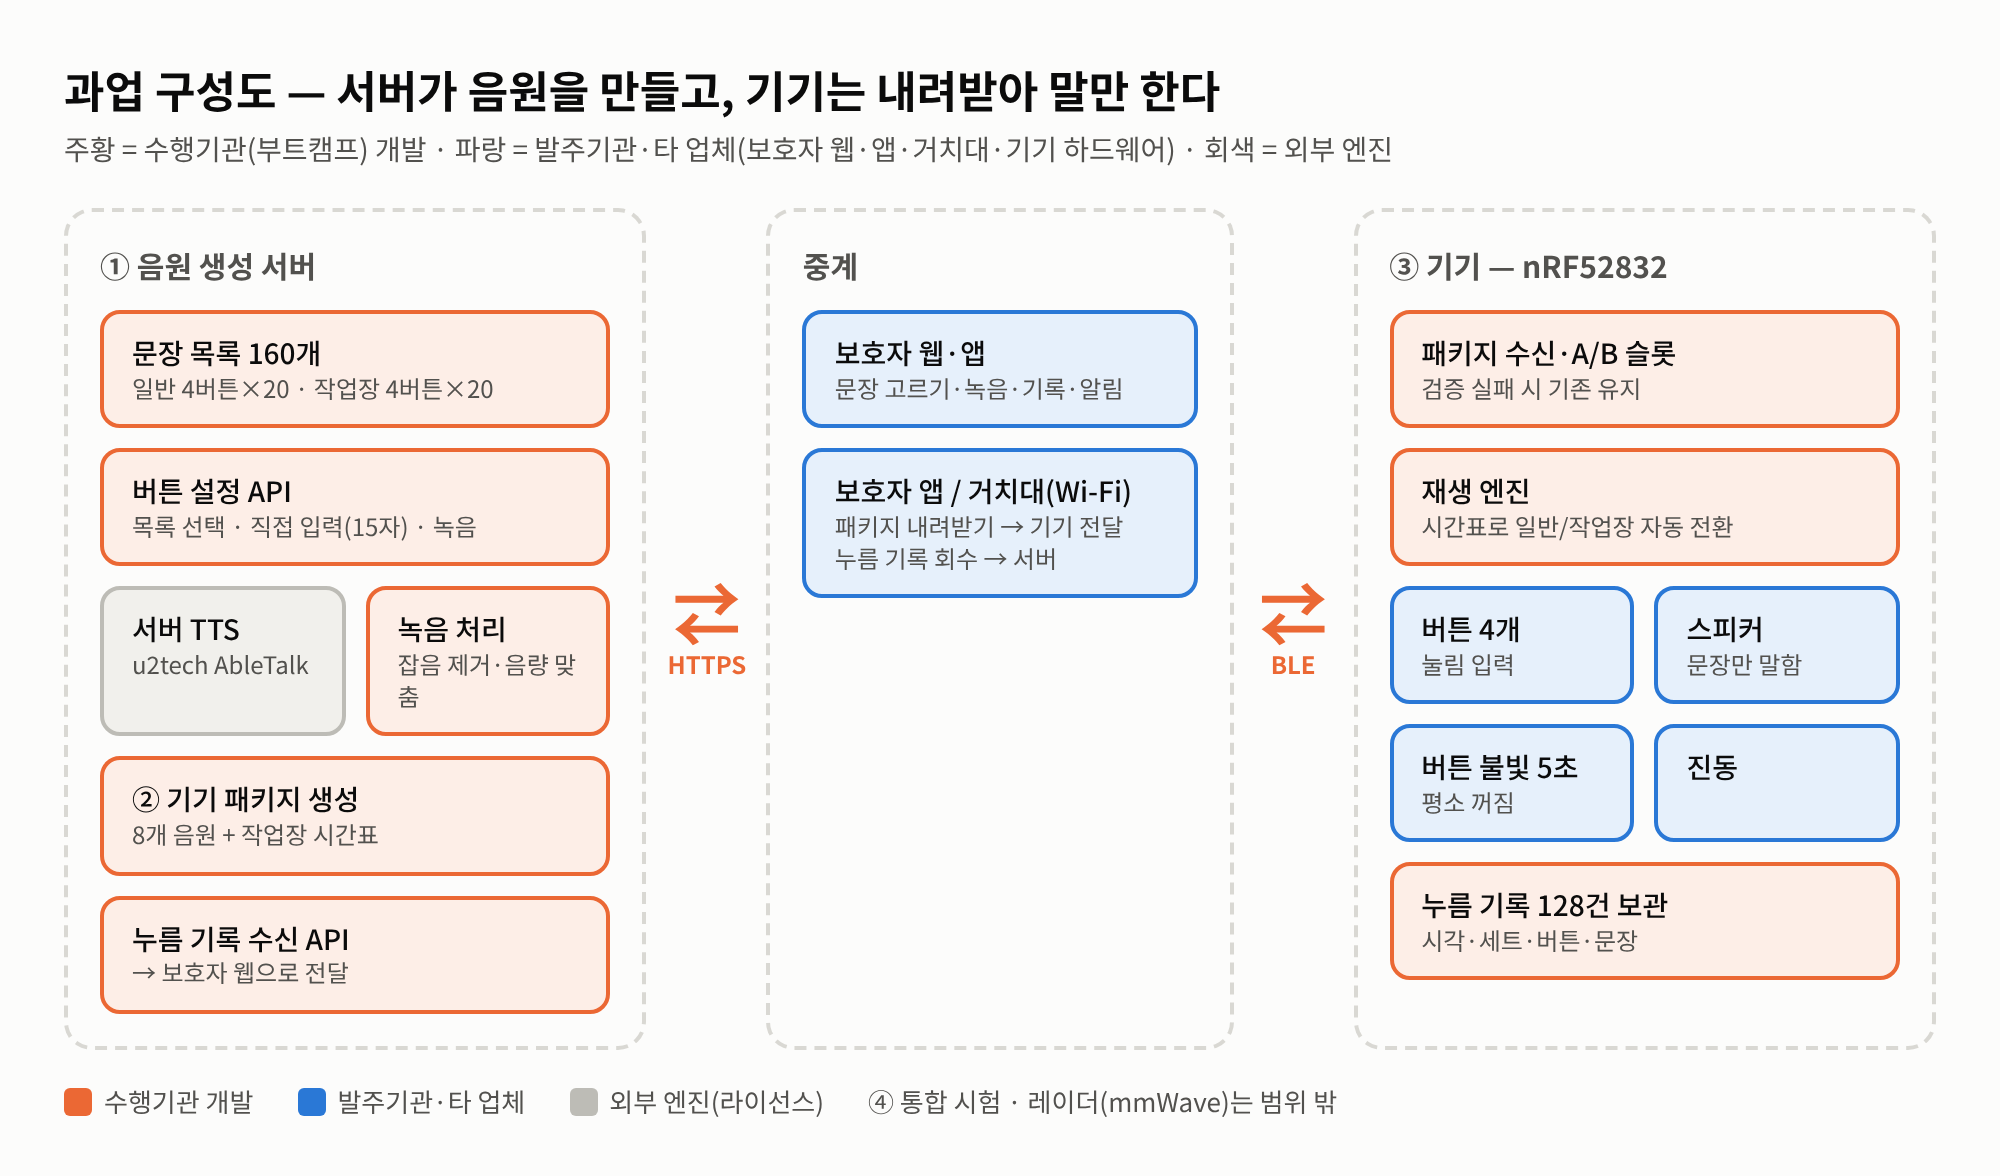 과업 구성도 — 서버가 음원을 만들고, 기기는 내려받아 말만 한다
주황 = 수행기관(부트캠프) 개발 · 파랑 = 발주기관·타 업체(보호자 웹·앱·거치대·기기 하드웨어) · 회색 = 외부 엔진
① 음원 생성 서버
문장 목록 160개
일반 4버튼×20 · 작업장 4버튼×20
버튼 설정 API
목록 선택 · 직접 입력(15자) · 녹음
서버 TTS
u2tech AbleTalk
녹음 처리
잡음 제거·음량 맞
춤
② 기기 패키지 생성
8개 음원 + 작업장 시간표
누름 기록 수신 API
→ 보호자 웹으로 전달
HTTPS
중계
보호자 웹·앱
문장 고르기·녹음·기록·알림
보호자 앱 / 거치대(Wi-Fi)
패키지 내려받기 → 기기 전달
누름 기록 회수 → 서버
BLE
③ 기기 — nRF52832
패키지 수신·A/B 슬롯
검증 실패 시 기존 유지
재생 엔진
시간표로 일반/작업장 자동 전환
버튼 4개
눌림 입력
스피커
문장만 말함
버튼 불빛 5초
평소 꺼짐
진동
누름 기록 128건 보관
시각·세트·버튼·문장
수행기관 개발
발주기관·타 업체
외부 엔진(라이선스)
④ 통합 시험 · 레이더(mmWave)는 범위 밖